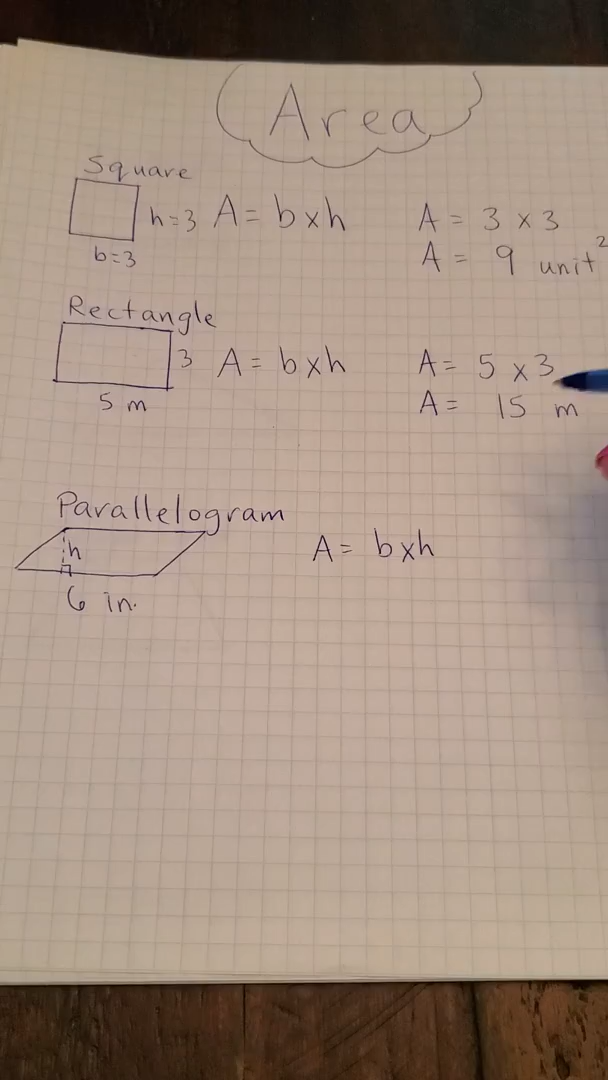 Area
Square
h=3 A = b x h A = 3 x 3
b=3 A = 9 unit²
Rectangle
3 A = b x h A = 5 x 3
5 m A = 15 m
Parallelogram
h A = b x h
6 in.